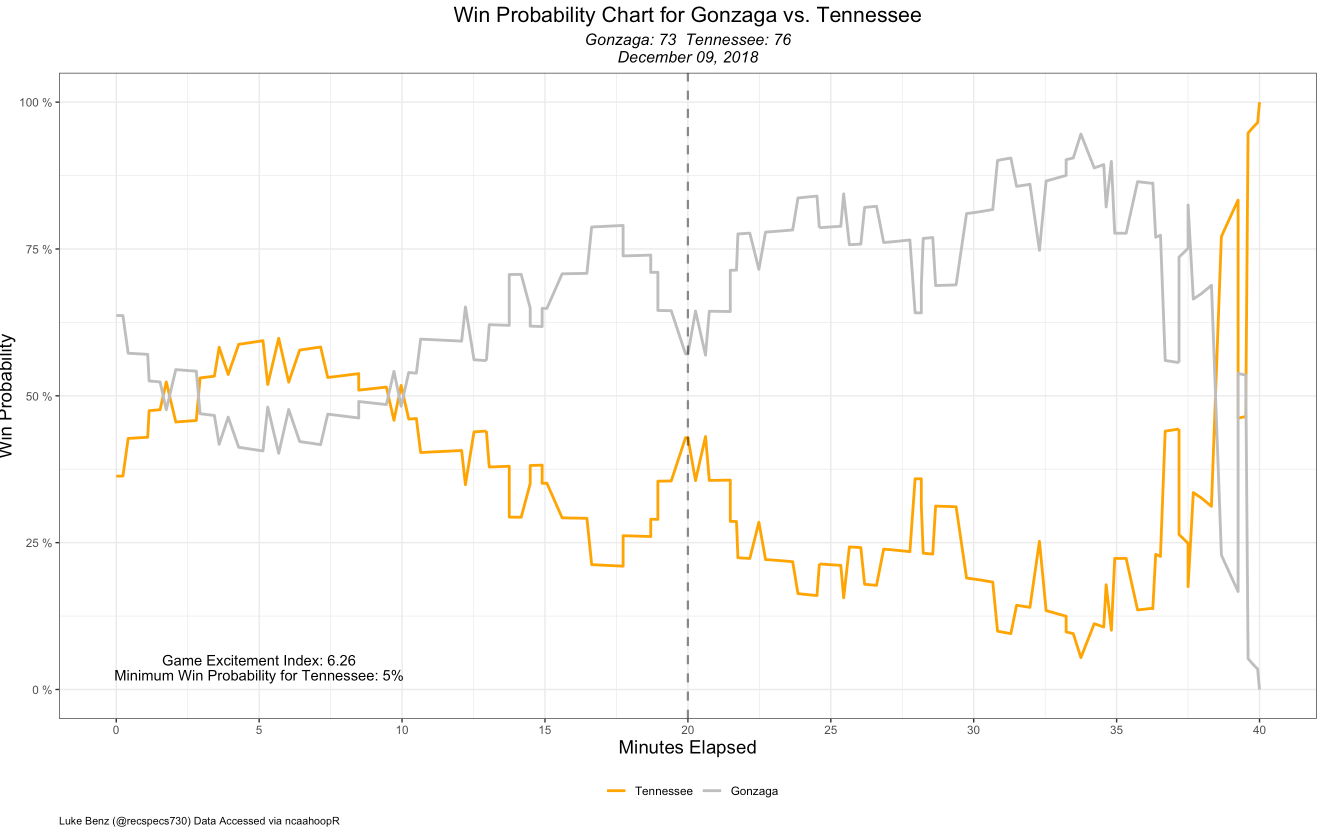 Win Probability Chart for Gonzaga vs. Tennessee
Gonzaga: 73  Tennessee: 76
December 09, 2018
Win Probability
100 %
75 %
50 %
25 %
0 %
Game Excitement Index: 6.26
Minimum Win Probability for Tennessee: 5%
0 5 10 15 20 25 30 35 40
Minutes Elapsed
Tennessee Gonzaga
Luke Benz (@recspecs730) Data Accessed via ncaahoopR